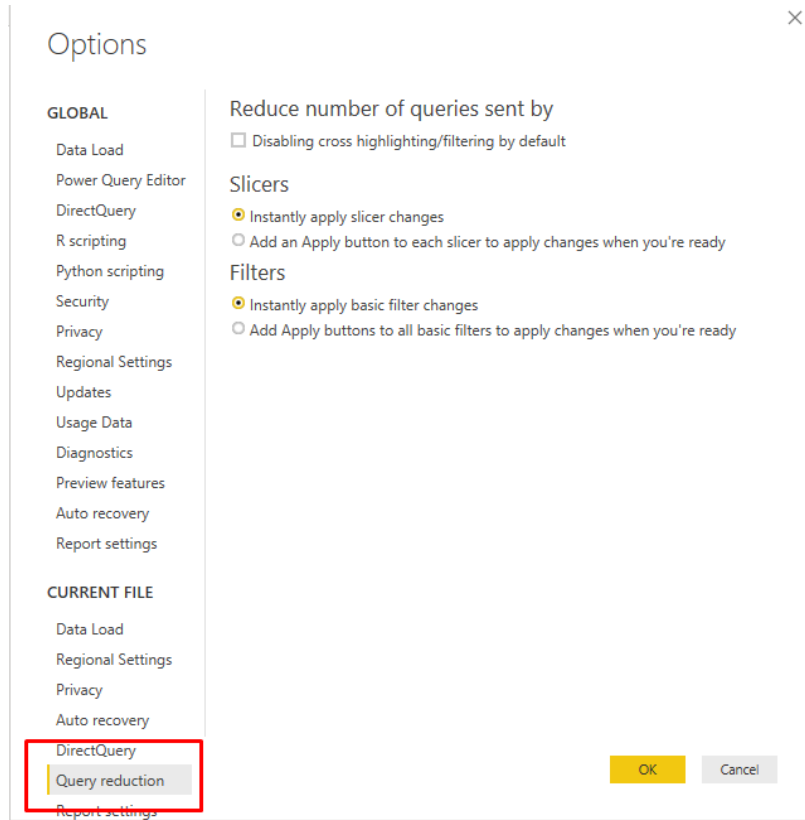 Options
GLOBAL
Data Load
Power Query Editor
DirectQuery
R scripting
Python scripting
Security
Privacy
Regional Settings
Updates
Usage Data
Diagnostics
Preview features
Auto recovery
Report settings
CURRENT FILE
Data Load
Regional Settings
Privacy
Auto recovery
DirectQuery
Query reduction
Report settings
Reduce number of queries sent by
Disabling cross highlighting/filtering by default
Slicers
Instantly apply slicer changes
Add an Apply button to each slicer to apply changes when you're ready
Filters
Instantly apply basic filter changes
Add Apply buttons to all basic filters to apply changes when you're ready
OK
Cancel